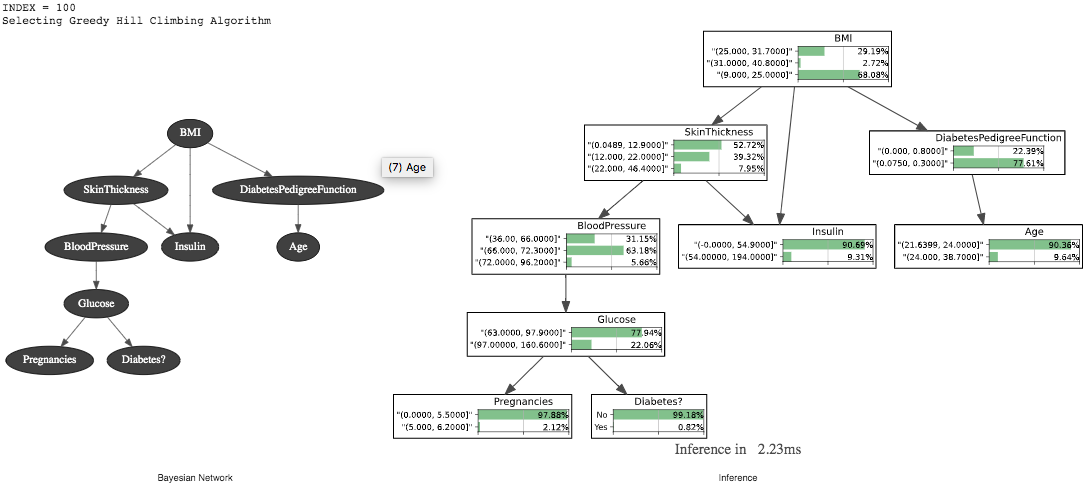 INDEX = 100
Selecting Greedy Hill Climbing Algorithm
BMI
SkinThickness
DiabetesPedigreeFunction
BloodPressure
Insulin
Age
Glucose
Pregnancies
Diabetes?
(7) Age
Bayesian Network
BMI
"(25.000, 31.7000]" 29.19%
"(31.0000, 40.8000]" 2.72%
"(9.000, 25.0000]" 68.08%
SkinThickness
"(0.0489, 12.9000]" 52.72%
"(12.000, 22.0000]" 39.32%
"(22.000, 46.4000]" 7.95%
DiabetesPedigreeFunction
"(0.000, 0.8000]" 22.39%
"(0.0750, 0.3000]" 77.61%
BloodPressure
"(36.00, 66.0000]" 31.15%
"(66.000, 72.3000]" 63.18%
"(72.0000, 96.2000]" 5.66%
Insulin
"(-0.0000, 54.9000]" 90.69%
"(54.00000, 194.0000]" 9.31%
Age
"(21.6399, 24.0000]" 90.36%
"(24.000, 38.7000]" 9.64%
Glucose
"(63.0000, 97.9000]" 77.94%
"(97.00000, 160.6000]" 22.06%
Pregnancies
"(0.0000, 5.5000]" 97.88%
"(5.000, 6.2000]" 2.12%
Diabetes?
No 99.18%
Yes 0.82%
Inference in 2.23ms
Inference